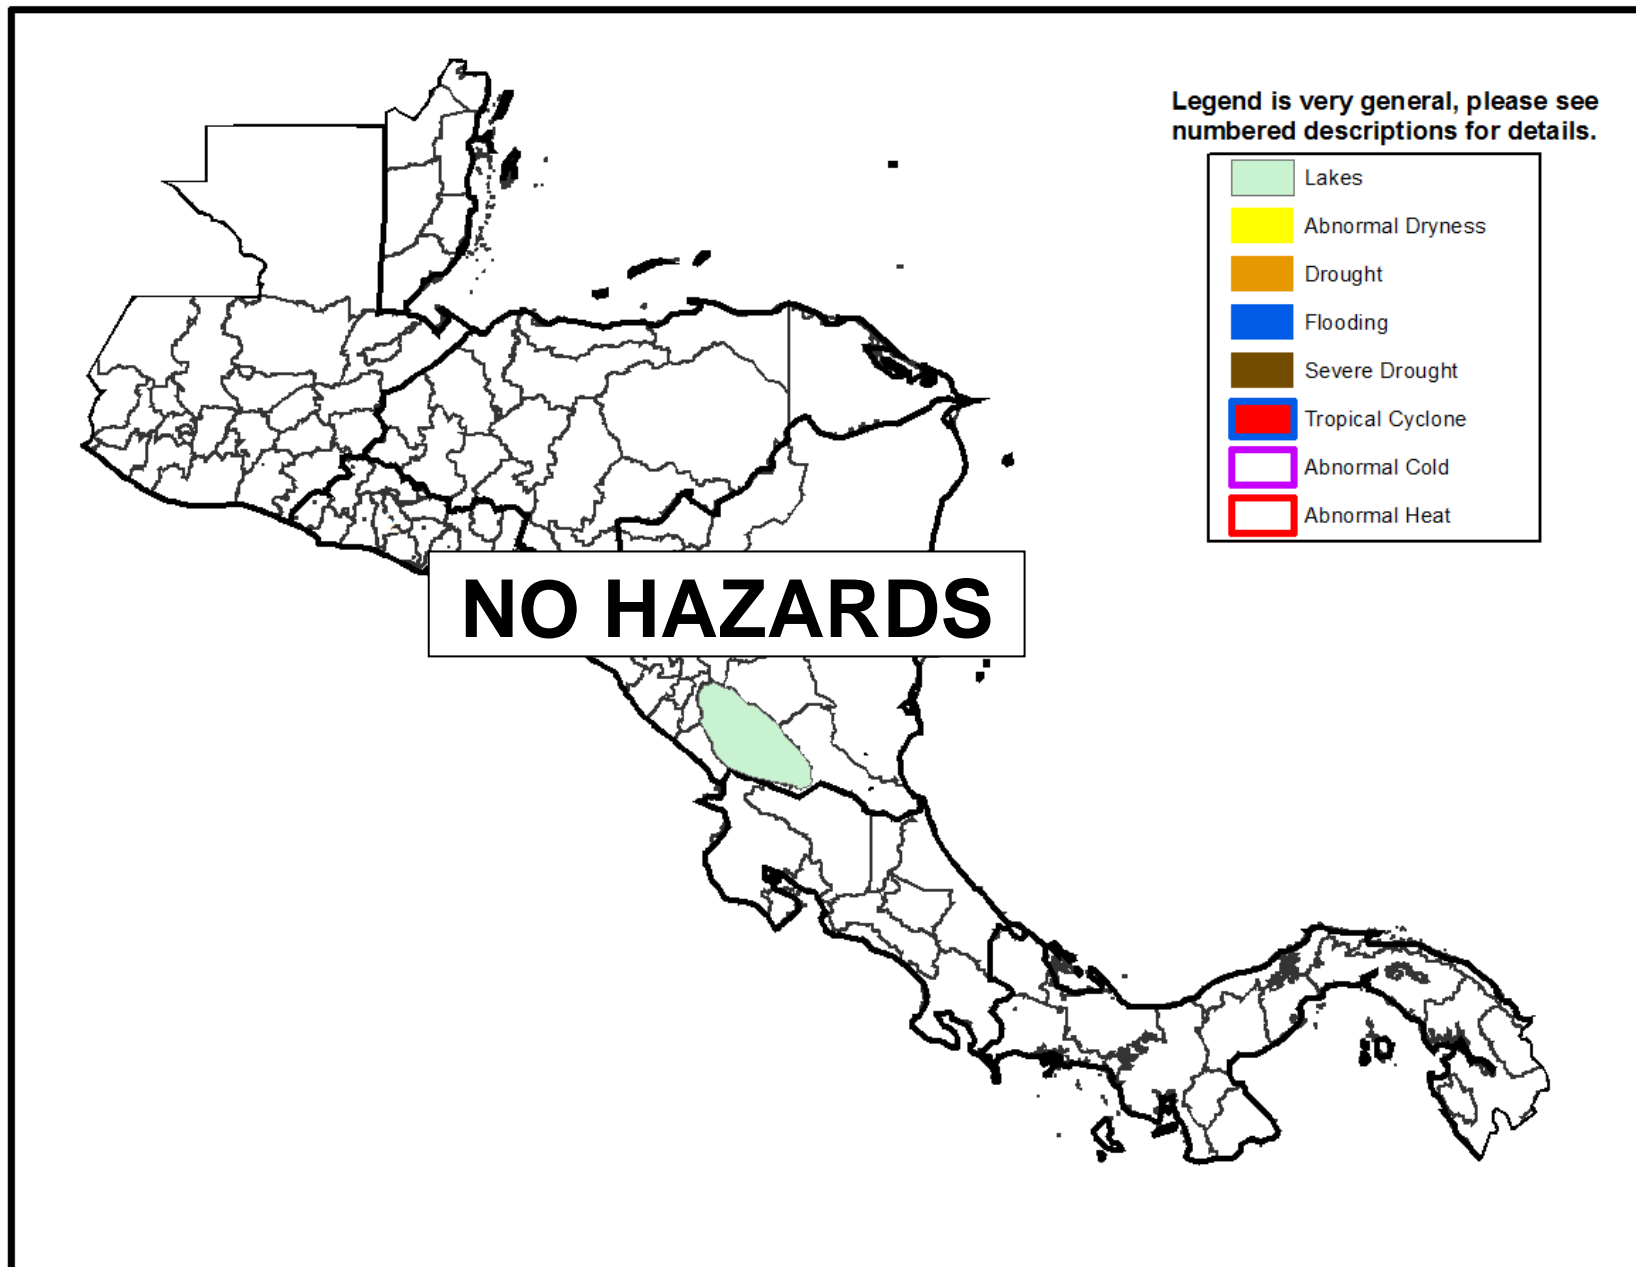 Legend is very general, please see
numbered descriptions for details.
Lakes
Abnormal Dryness
Drought
Flooding
Severe Drought
Tropical Cyclone
Abnormal Cold
Abnormal Heat
NO HAZARDS